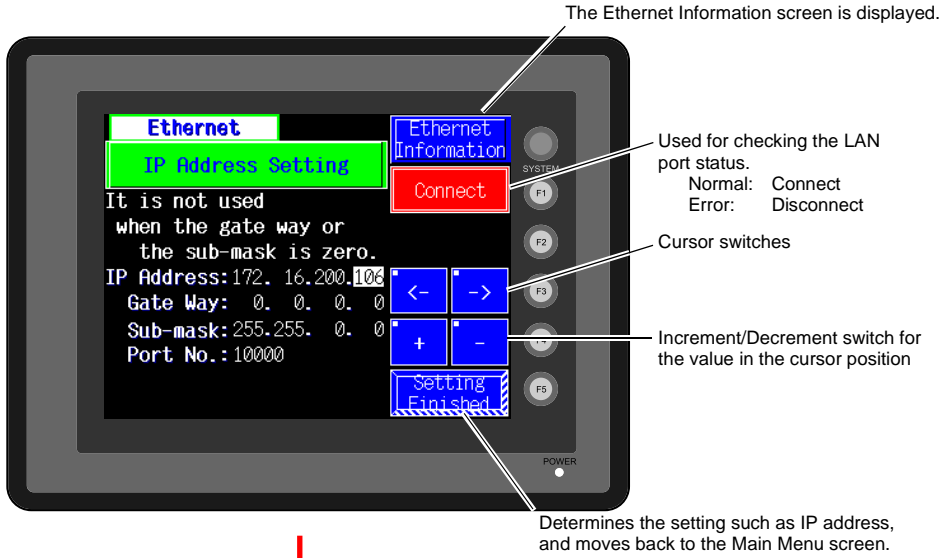 The Ethernet Information screen is displayed.
Ethernet
IP Address Setting
Ethernet
Information
Connect
It is not used
when the gate way or
the sub-mask is zero.
IP Address:172. 16.200.106
Gate Way: 0. 0. 0. 0
Sub-mask:255.255. 0. 0
Port No.:10000
<- ->
+ -
Setting
Finished
SYSTEM
F1
F2
F3
F4
F5
POWER
Used for checking the LAN
port status.
Normal: Connect
Error: Disconnect
Cursor switches
Increment/Decrement switch for
the value in the cursor position
Determines the setting such as IP address,
and moves back to the Main Menu screen.